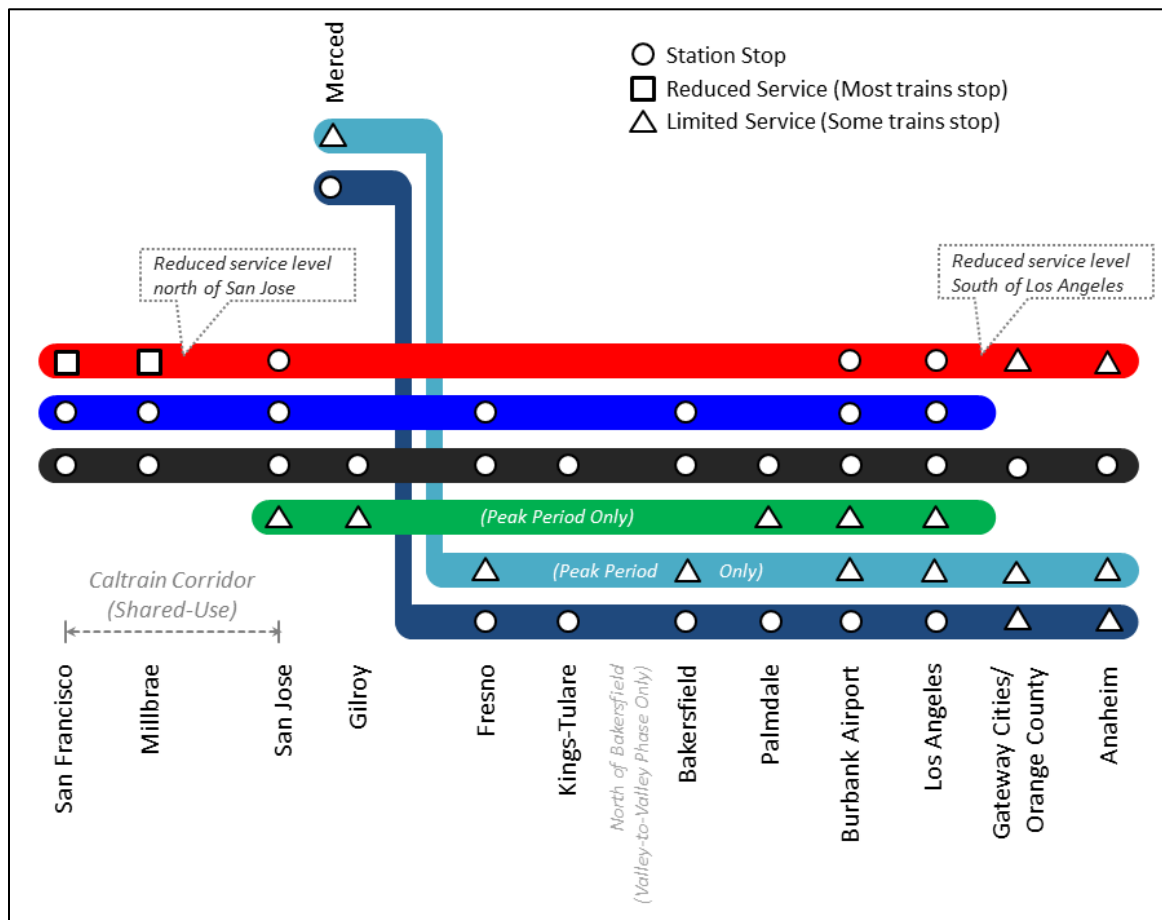 Merced
Station Stop
Reduced Service (Most trains stop)
Limited Service (Some trains stop)
Reduced service level
north of San Jose
Reduced service level
South of Los Angeles
(Peak Period Only)
(Peak Period Only)
Caltrain Corridor
(Shared-Use)
San Francisco
Millbrae
San Jose
Gilroy
Fresno
Kings-Tulare
North of Bakersfield
(Valley-to-Valley Phase Only)
Bakersfield
Palmdale
Burbank Airport
Los Angeles
Gateway Cities/
Orange County
Anaheim